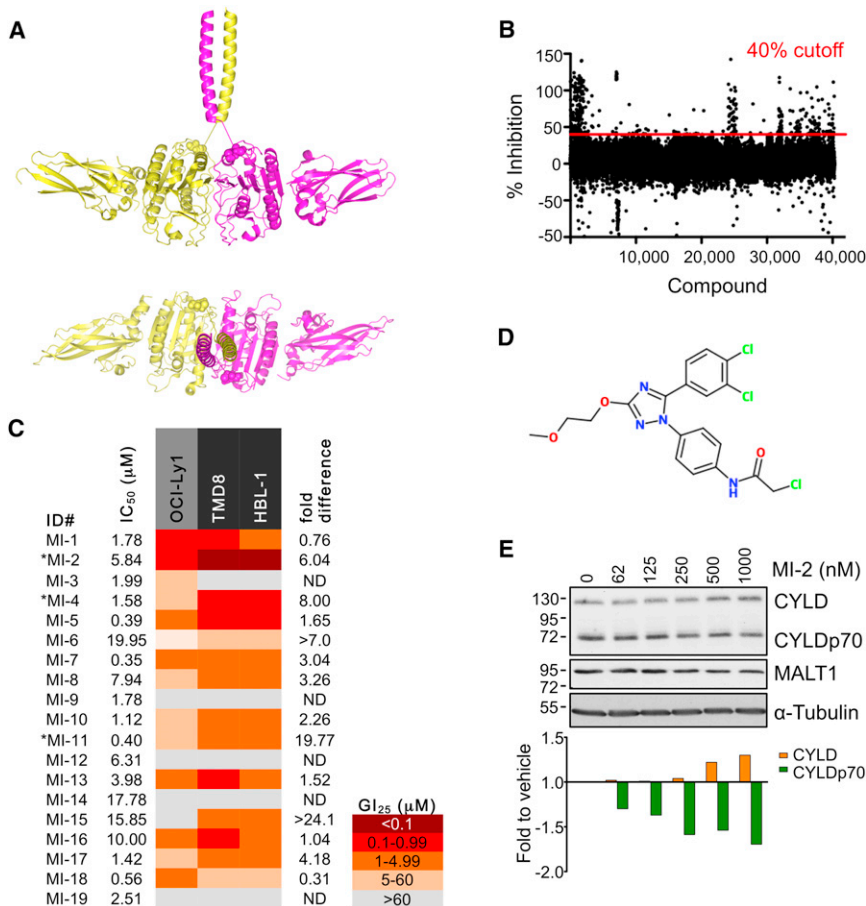 A
B
40% cutoff
150
100
50
0
-50
-100
10,000 20,000 30,000 40,000
% Inhibition
Compound
C
ID# IC50 (µM) OCI-Ly1 TMD8 HBL-1 fold difference
MI-1 1.78 0.76
*MI-2 5.84 6.04
MI-3 1.99 ND
*MI-4 1.58 8.00
MI-5 0.39 1.65
MI-6 19.95 >7.0
MI-7 0.35 3.04
MI-8 7.94 3.26
MI-9 1.78 ND
MI-10 1.12 2.26
*MI-11 0.40 19.77
MI-12 6.31 ND
MI-13 3.98 1.52
MI-14 17.78 ND
MI-15 15.85 >24.1
MI-16 10.00 1.04
MI-17 1.42 4.18
MI-18 0.56 0.31
MI-19 2.51 ND
GI25 (µM)
<0.1
0.1-0.99
1-4.99
5-60
>60
D
Cl
Cl
N
O
N
N
O
O
N
H
Cl
E
0 62 125 250 500 1000 MI-2 (nM)
130
95
72
CYLD
CYLDp70
95
72
MALT1
55
α-Tubulin
1.5
1.0
-1.5
-2.0
Fold to vehicle
CYLD
CYLDp70